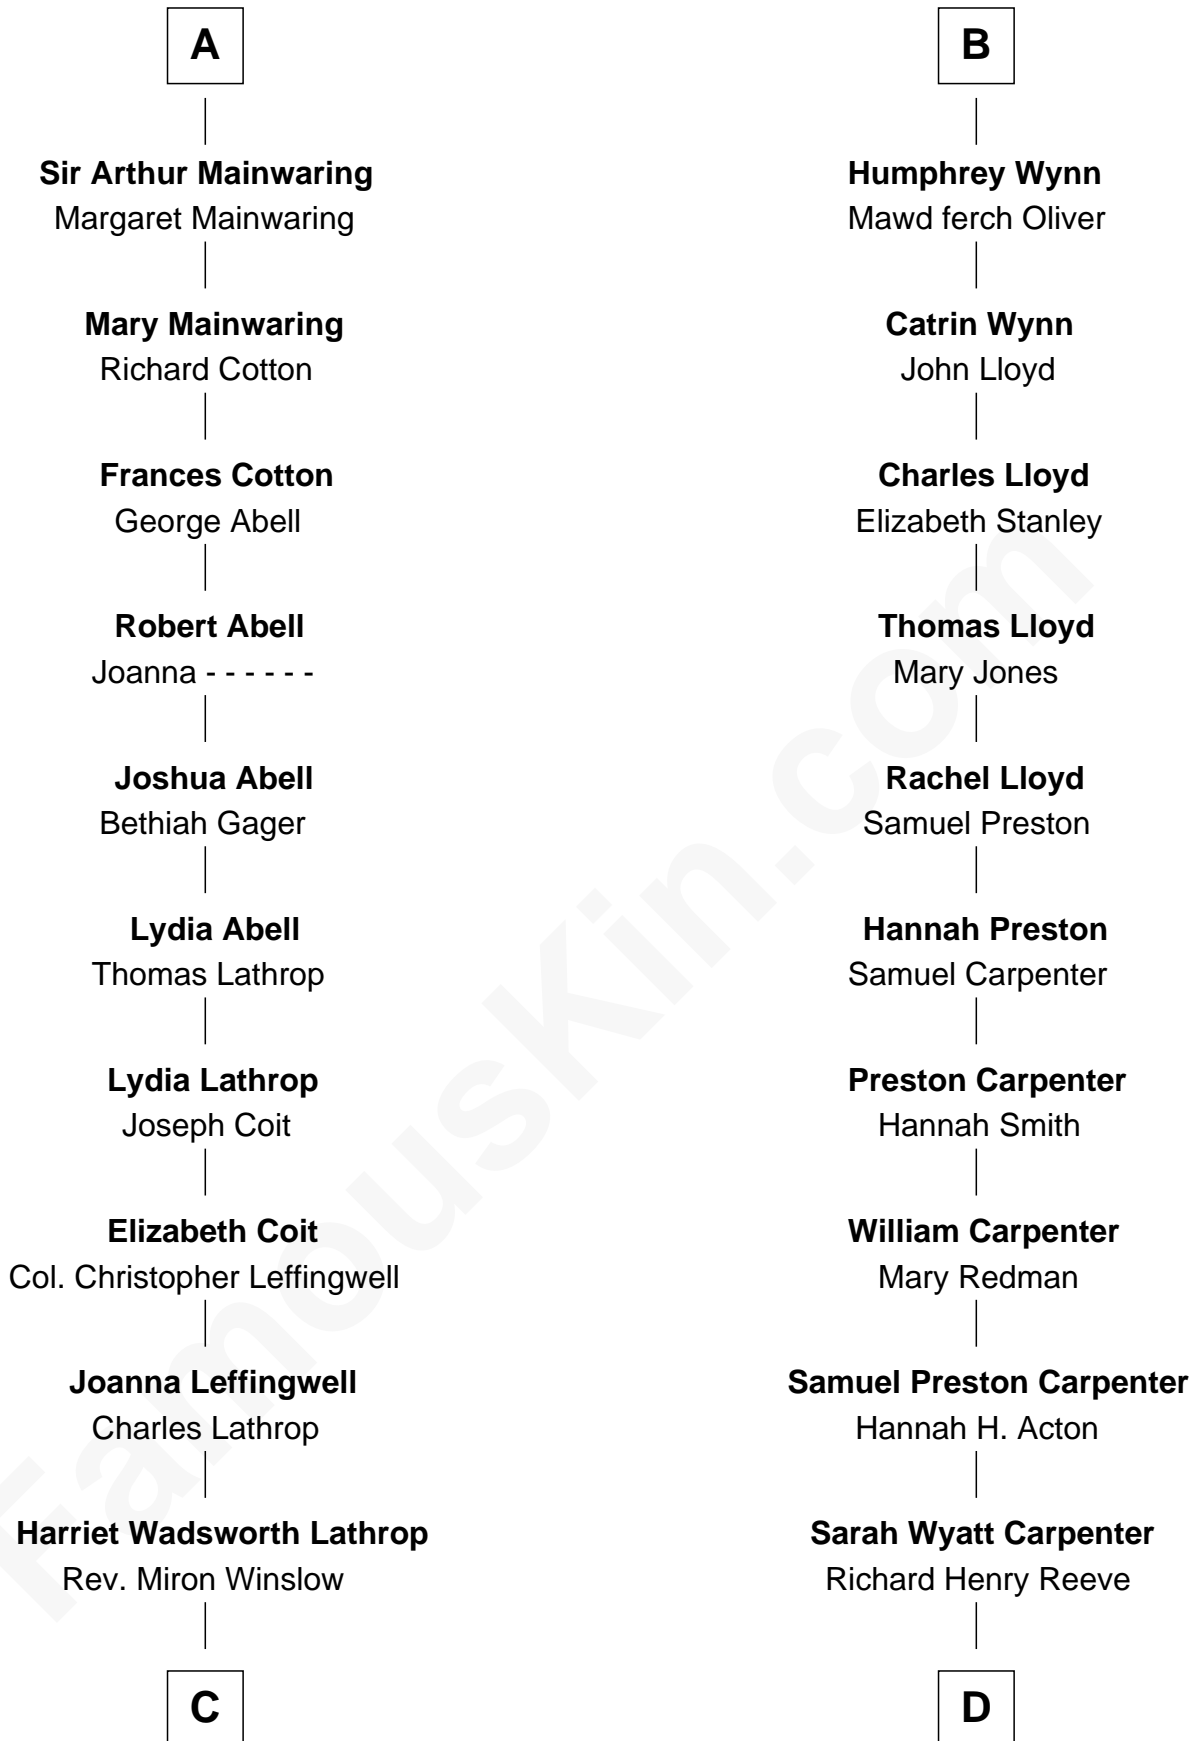 A
Sir Arthur Mainwaring
Margaret Mainwaring
Mary Mainwaring
Richard Cotton
Frances Cotton
George Abell
Robert Abell
Joanna - - - - - -
Joshua Abell
Bethiah Gager
Lydia Abell
Thomas Lathrop
Lydia Lathrop
Joseph Coit
Elizabeth Coit
Col. Christopher Leffingwell
Joanna Leffingwell
Charles Lathrop
Harriet Wadsworth Lathrop
Rev. Miron Winslow
C
B
Humphrey Wynn
Mawd ferch Oliver
Catrin Wynn
John Lloyd
Charles Lloyd
Elizabeth Stanley
Thomas Lloyd
Mary Jones
Rachel Lloyd
Samuel Preston
Hannah Preston
Samuel Carpenter
Preston Carpenter
Hannah Smith
William Carpenter
Mary Redman
Samuel Preston Carpenter
Hannah H. Acton
Sarah Wyatt Carpenter
Richard Henry Reeve
D
FamousKin.com